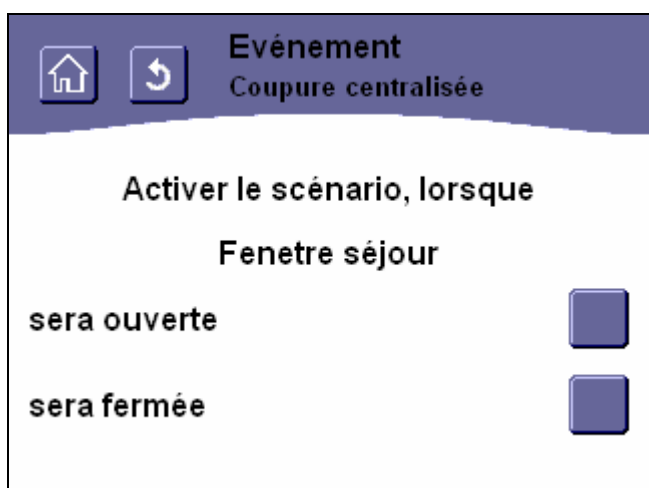 Evénement
Coupure centralisée
Activer le scénario, lorsque
Fenetre séjour
sera ouverte
sera fermée